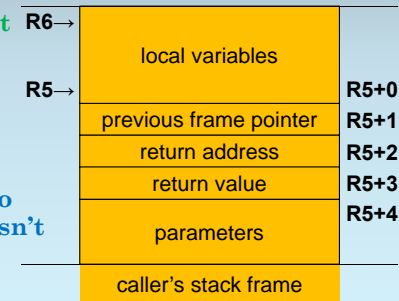 t R6→
local variables
R5→ R5+0
previous frame pointer R5+1
return address R5+2
return value R5+3
o
R5+4
sn't
parameters
caller's stack frame